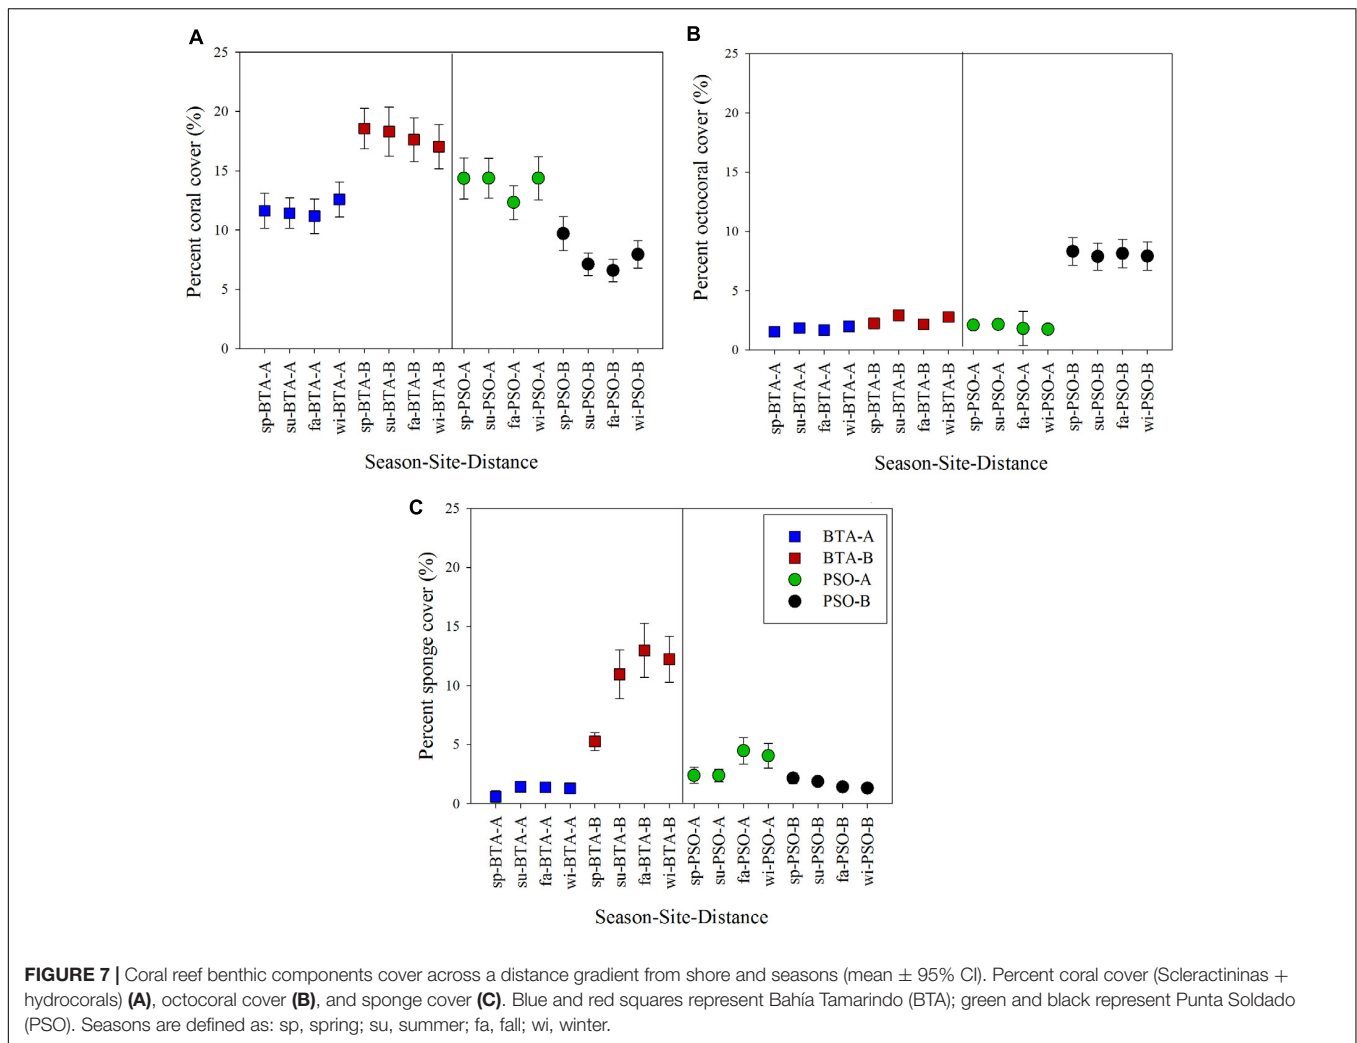 A
25
20
15
10
5
0
Percent coral cover (%)
sp-BTA-A
su-BTA-A
fa-BTA-A
wi-BTA-A
sp-BTA-B
su-BTA-B
fa-BTA-B
wi-BTA-B
sp-PSO-A
su-PSO-A
fa-PSO-A
wi-PSO-A
sp-PSO-B
su-PSO-B
fa-PSO-B
wi-PSO-B
Season-Site-Distance
B
25
20
15
10
5
0
Percent octocoral cover (%)
sp-BTA-A
su-BTA-A
fa-BTA-A
wi-BTA-A
sp-BTA-B
su-BTA-B
fa-BTA-B
wi-BTA-B
sp-PSO-A
su-PSO-A
fa-PSO-A
wi-PSO-A
sp-PSO-B
su-PSO-B
fa-PSO-B
wi-PSO-B
Season-Site-Distance
C
25
20
15
10
5
0
Percent sponge cover (%)
BTA-A
BTA-B
PSO-A
PSO-B
sp-BTA-A
su-BTA-A
fa-BTA-A
wi-BTA-A
sp-BTA-B
su-BTA-B
fa-BTA-B
wi-BTA-B
sp-PSO-A
su-PSO-A
fa-PSO-A
wi-PSO-A
sp-PSO-B
su-PSO-B
fa-PSO-B
wi-PSO-B
Season-Site-Distance
FIGURE 7 | Coral reef benthic components cover across a distance gradient from shore and seasons (mean ± 95% CI). Percent coral cover (Scleractininas +
hydrocorals) (A), octocoral cover (B), and sponge cover (C). Blue and red squares represent Bahía Tamarindo (BTA); green and black represent Punta Soldado
(PSO). Seasons are defined as: sp, spring; su, summer; fa, fall; wi, winter.